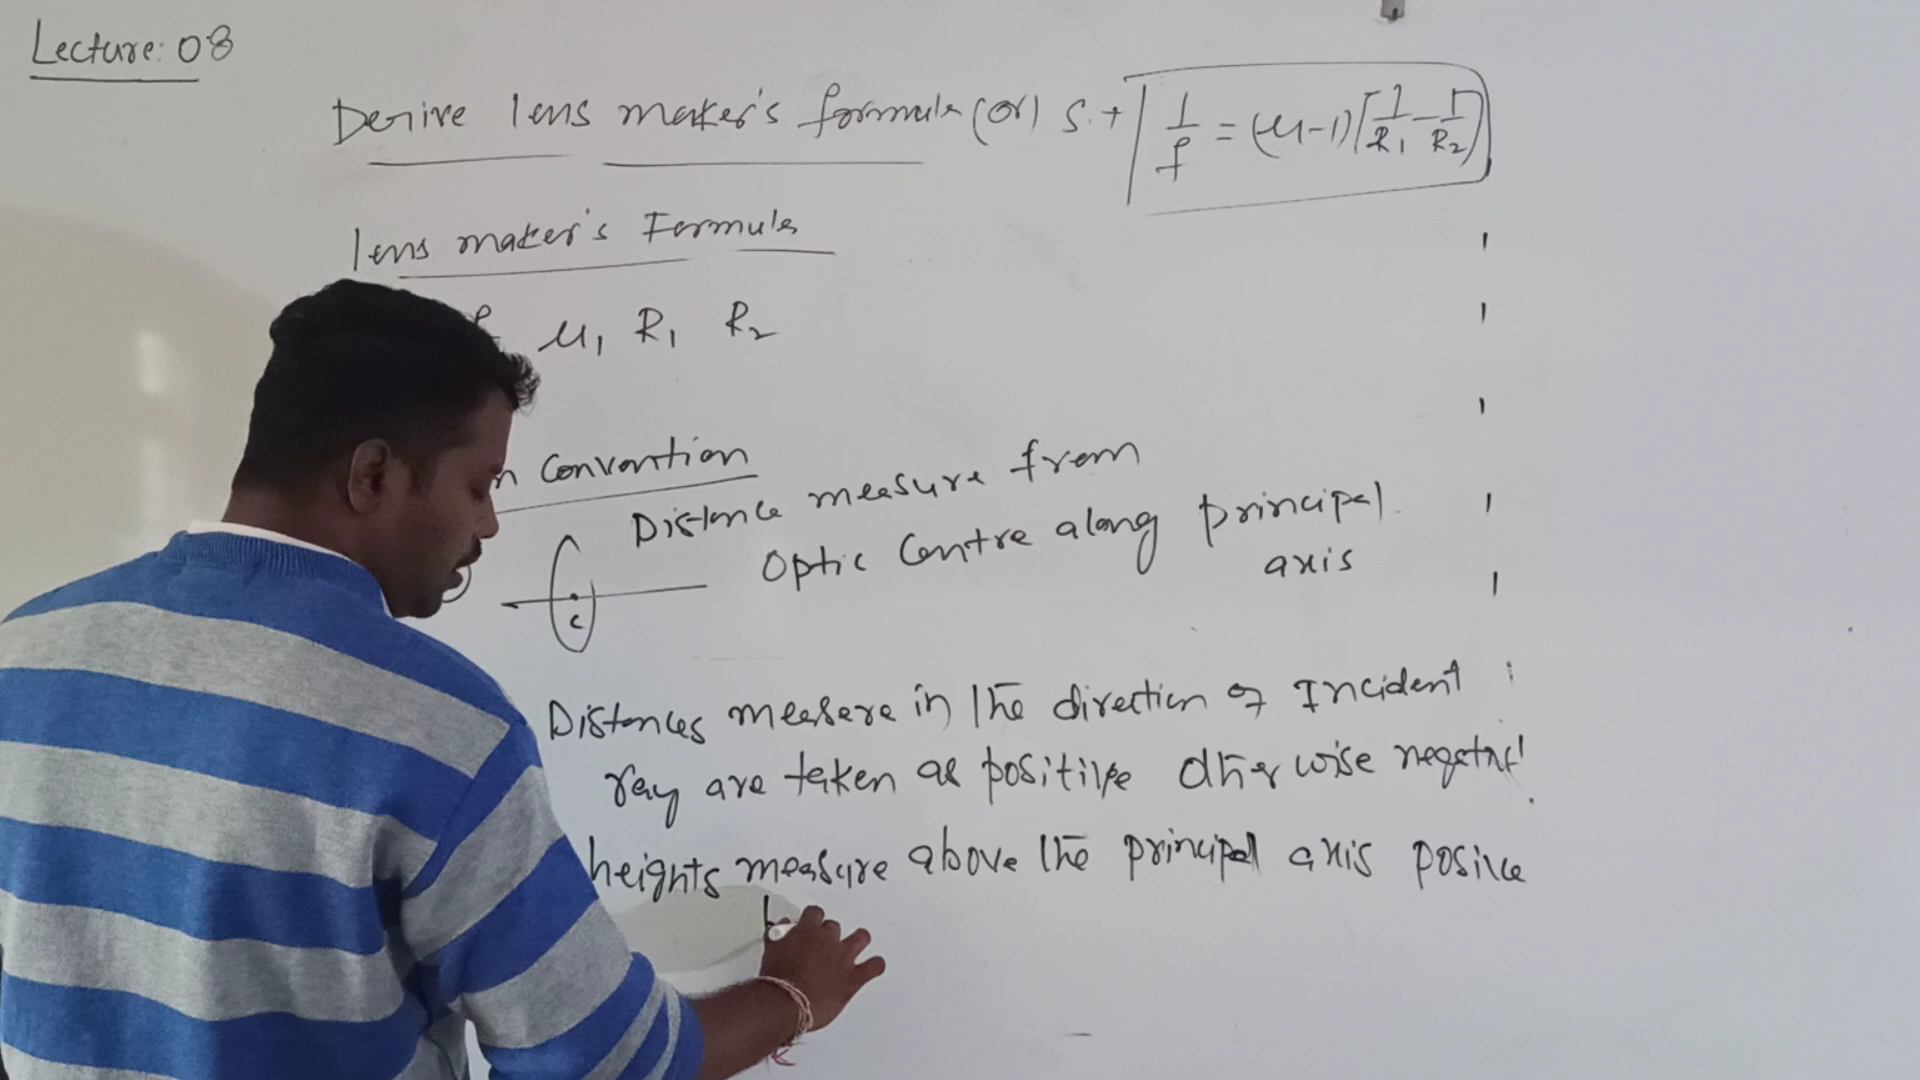 Lecture: 08
Derive lens maker's formula (or) S.t 1/f = (μ-1)[1/R₁ - 1/R₂]
lens maker's Formula
μ, R₁ R₂
n Convention
Distance measure from
Optic Centre along principal
axis
c
Distances measure in the direction of Incident
ray are taken as positive otherwise negative
heights measure above the principal axis posive
b